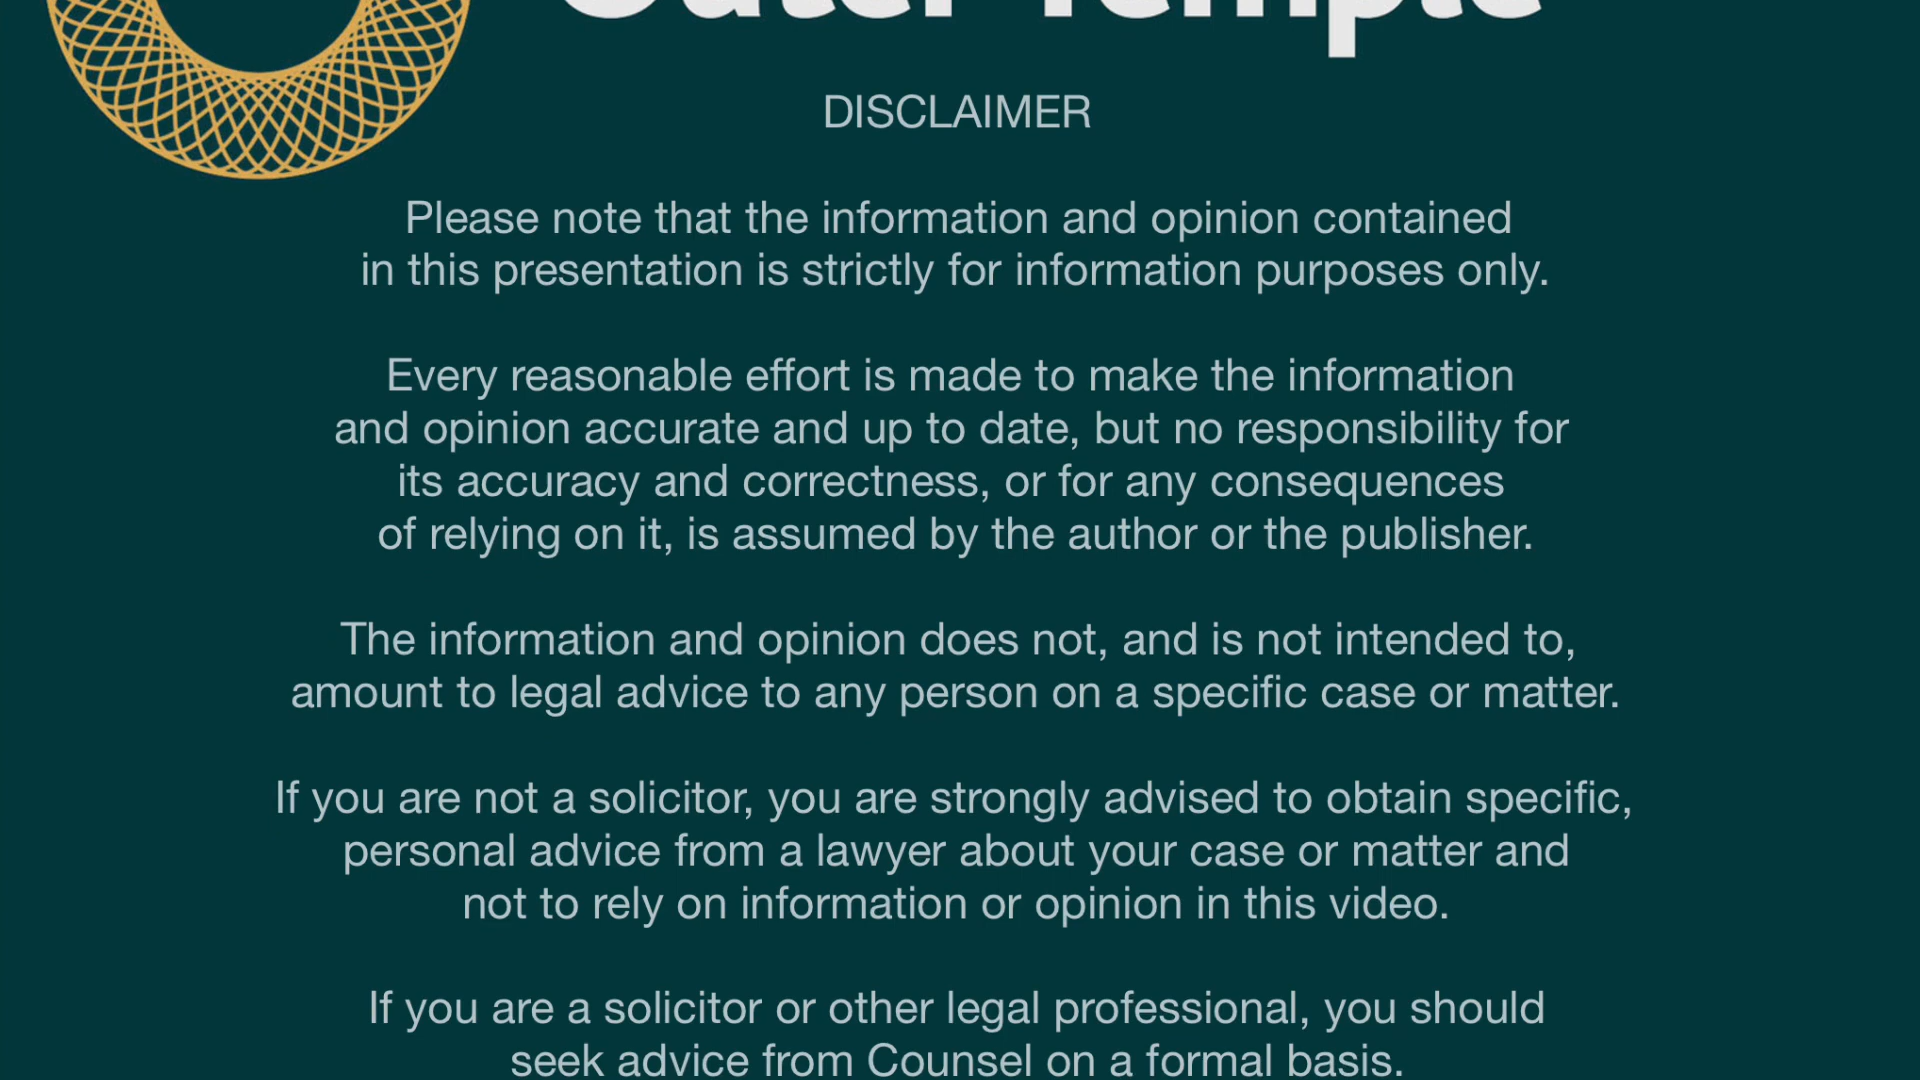 Outer Temple
DISCLAIMER
Please note that the information and opinion contained
in this presentation is strictly for information purposes only.
Every reasonable effort is made to make the information
and opinion accurate and up to date, but no responsibility for
its accuracy and correctness, or for any consequences
of relying on it, is assumed by the author or the publisher.
The information and opinion does not, and is not intended to,
amount to legal advice to any person on a specific case or matter.
If you are not a solicitor, you are strongly advised to obtain specific,
personal advice from a lawyer about your case or matter and
not to rely on information or opinion in this video.
If you are a solicitor or other legal professional, you should
seek advice from Counsel on a formal basis.